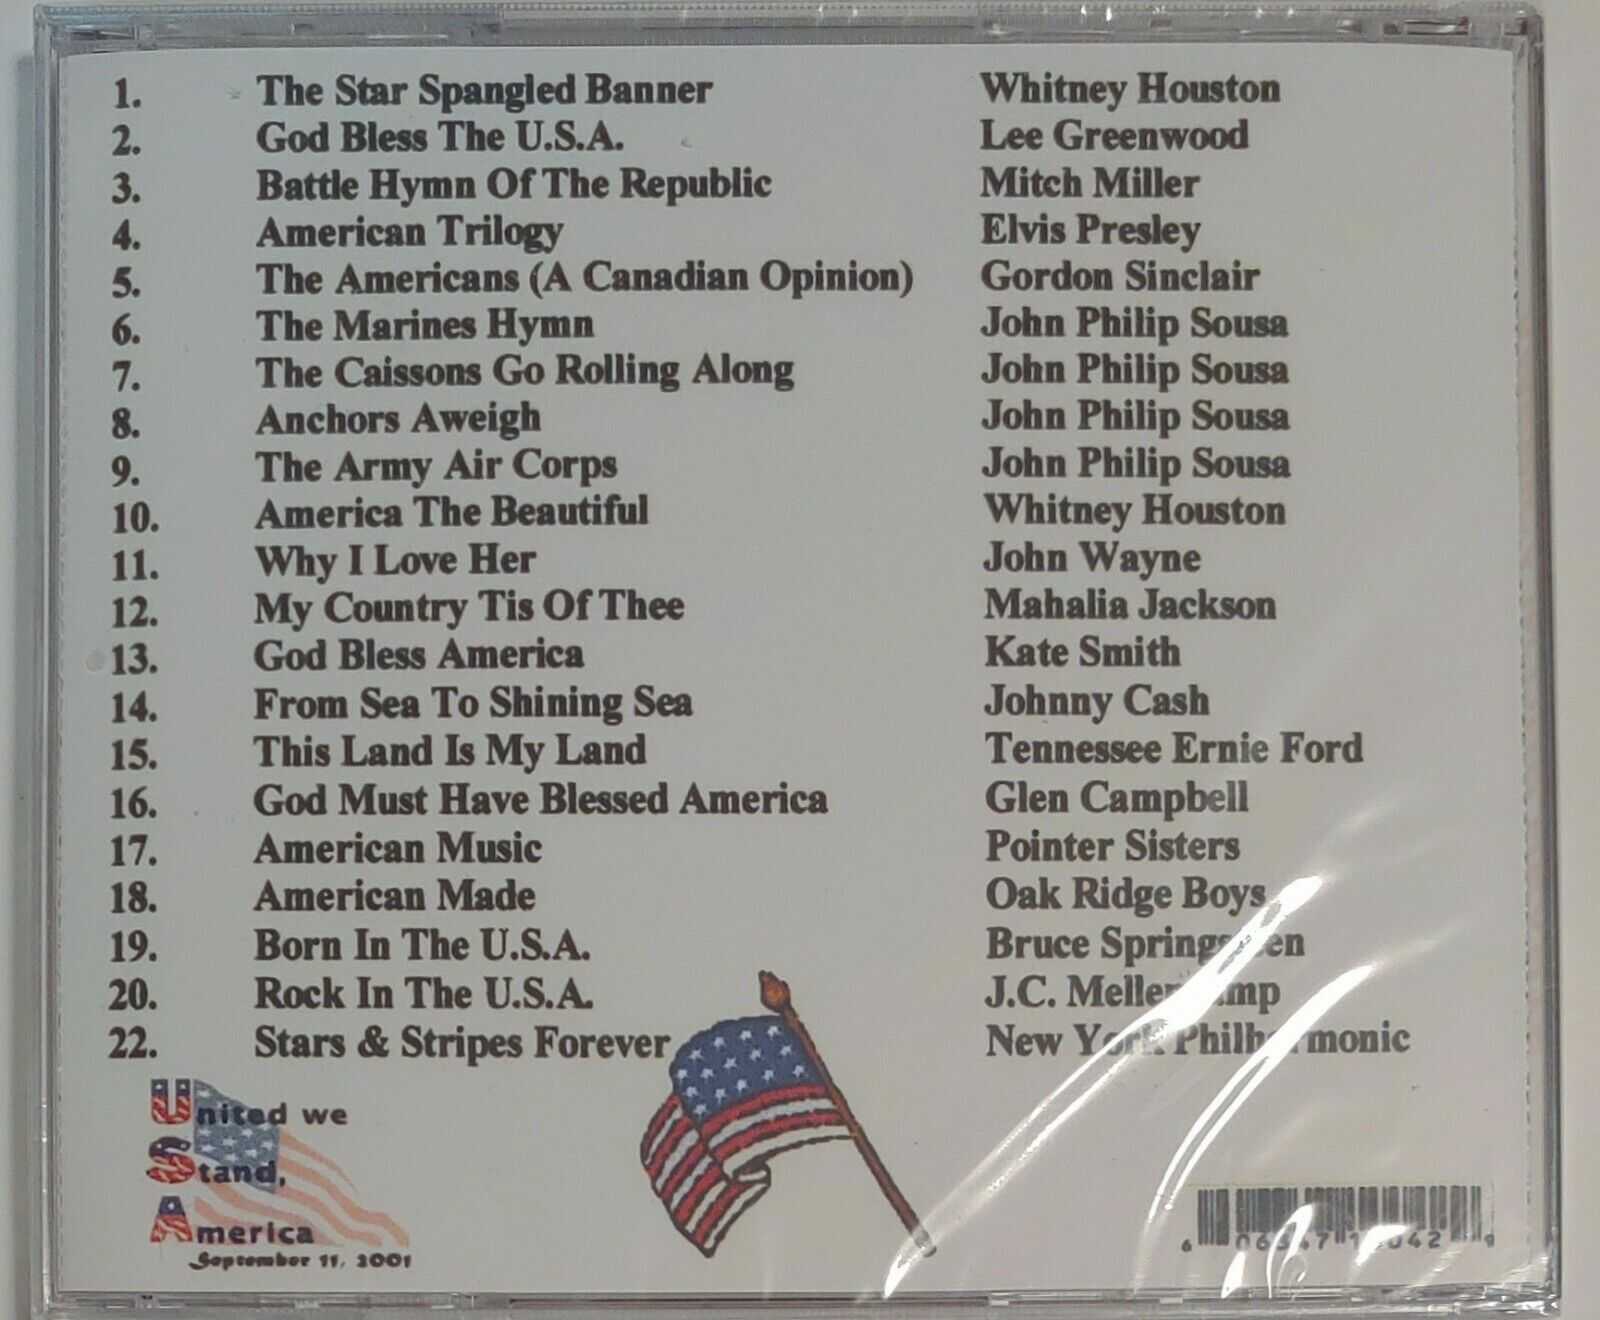 1. The Star Spangled Banner Whitney Houston
2. God Bless The U.S.A. Lee Greenwood
3. Battle Hymn Of The Republic Mitch Miller
4. American Trilogy Elvis Presley
5. The Americans (A Canadian Opinion) Gordon Sinclair
6. The Marines Hymn John Philip Sousa
7. The Caissons Go Rolling Along John Philip Sousa
8. Anchors Aweigh John Philip Sousa
9. The Army Air Corps John Philip Sousa
10. America The Beautiful Whitney Houston
11. Why I Love Her John Wayne
12. My Country Tis Of Thee Mahalia Jackson
13. God Bless America Kate Smith
14. From Sea To Shining Sea Johnny Cash
15. This Land Is My Land Tennessee Ernie Ford
16. God Must Have Blessed America Glen Campbell
17. American Music Pointer Sisters
18. American Made Oak Ridge Boys
19. Born In The U.S.A. Bruce Springsteen
20. Rock In The U.S.A. J.C. Mellencamp
22. Stars & Stripes Forever New York Philharmonic
United we
Stand,
America
September 11, 2001